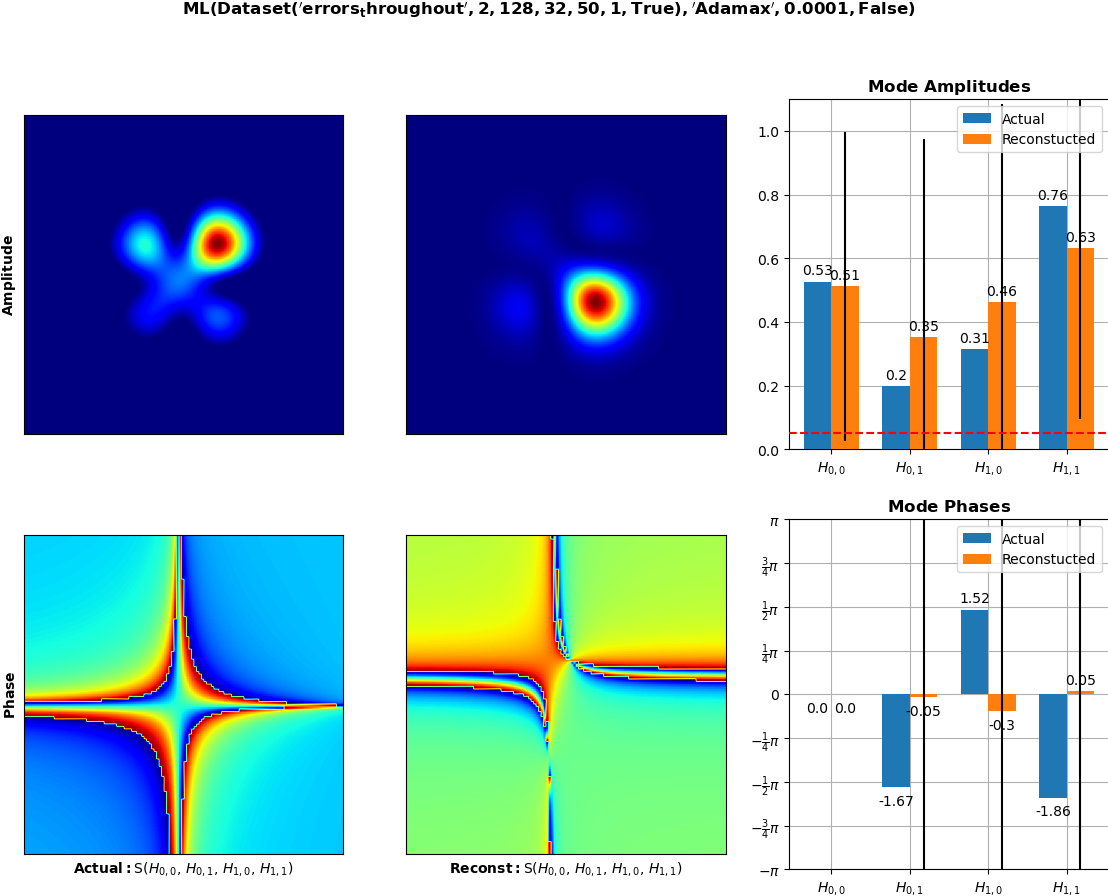 ML(Dataset('errors_throughout', 2, 128, 32, 50, 1, True), 'Adamax', 0.0001, False)
Mode Amplitudes
Amplitude
Actual
Reconstucted
1.0
0.8
0.6
0.4
0.2
0.0
0.53
0.51
0.2
0.35
0.31
0.46
0.76
0.63
H0,0
H0,1
H1,0
H1,1
Mode Phases
Phase
Actual
Reconstucted
π
3/4π
1/2π
1/4π
0
−1/4π
−1/2π
−3/4π
−π
0.0
0.0
-1.67
-0.05
1.52
-0.3
-1.86
0.05
H0,0
H0,1
H1,0
H1,1
Actual: S(H0,0, H0,1, H1,0, H1,1)
Reconst: S(H0,0, H0,1, H1,0, H1,1)